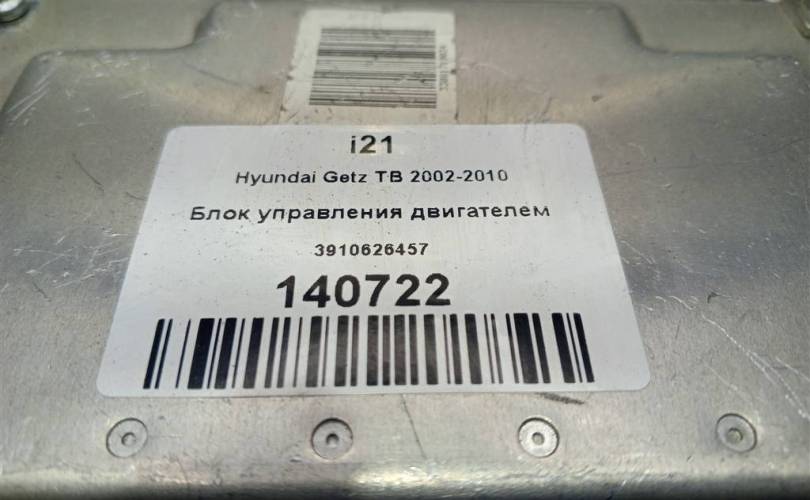 i21
Hyundai Getz TB 2002-2010
Блок управления двигателем
3910626457
140722